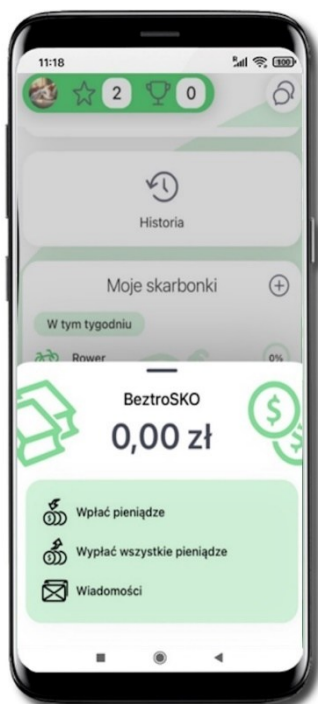 11:18
R
100
2
0
Historia
Moje skarbonki
W tym tygodniu
Rower
0%
BeztroSKO
0,00 zł
Wpłać pieniądze
Wypłać wszystkie pieniądze
Wiadomości